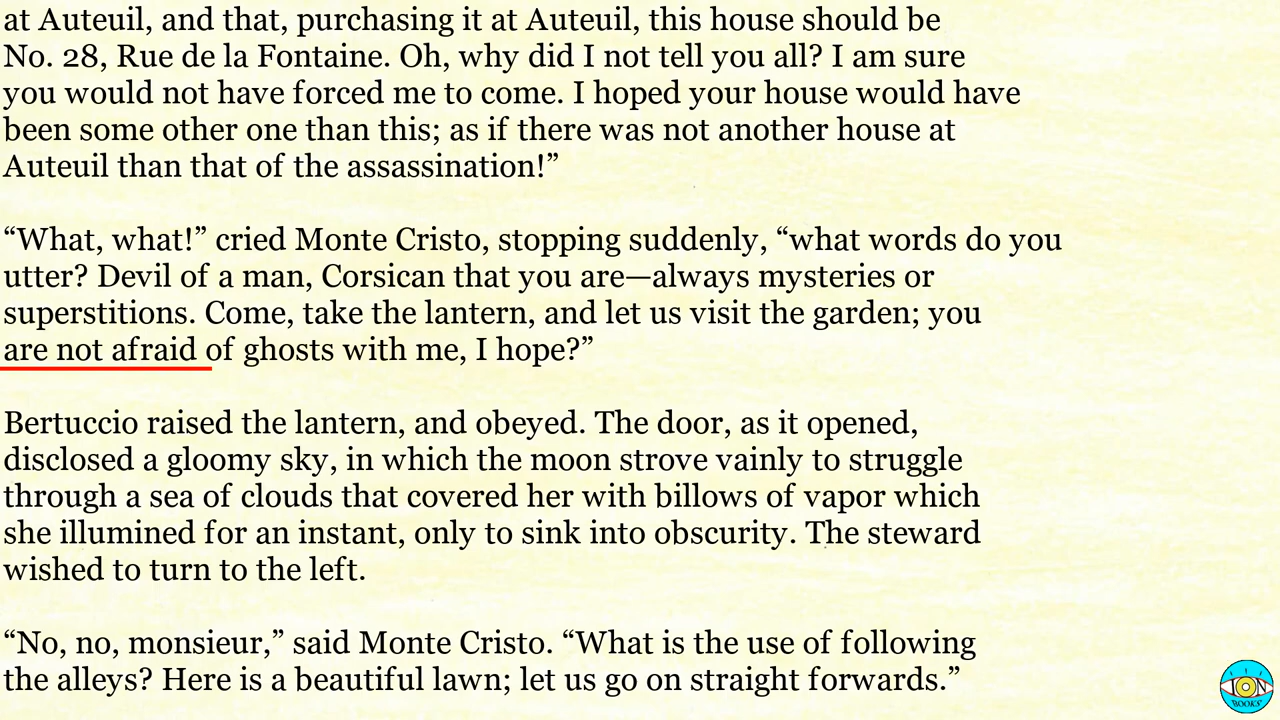 at Auteuil, and that, purchasing it at Auteuil, this house should be
No. 28, Rue de la Fontaine. Oh, why did I not tell you all? I am sure
you would not have forced me to come. I hoped your house would have
been some other one than this; as if there was not another house at
Auteuil than that of the assassination!”
“What, what!” cried Monte Cristo, stopping suddenly, “what words do you
utter? Devil of a man, Corsican that you are—always mysteries or
superstitions. Come, take the lantern, and let us visit the garden; you
are not afraid of ghosts with me, I hope?”
Bertuccio raised the lantern, and obeyed. The door, as it opened,
disclosed a gloomy sky, in which the moon strove vainly to struggle
through a sea of clouds that covered her with billows of vapor which
she illumined for an instant, only to sink into obscurity. The steward
wished to turn to the left.
“No, no, monsieur,” said Monte Cristo. “What is the use of following
the alleys? Here is a beautiful lawn; let us go on straight forwards.”
ION
BOOKS